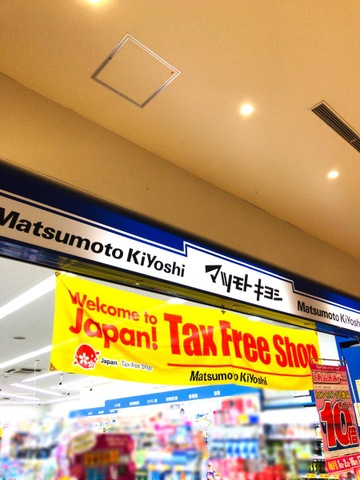 Matsumoto KiYoshi
マツモトキヨシ
Matsumoto KiYoshi
Welcome to
Japan!
Tax Free Shop
Japan. Tax-free Shop
Matsumoto KiYoshi
10